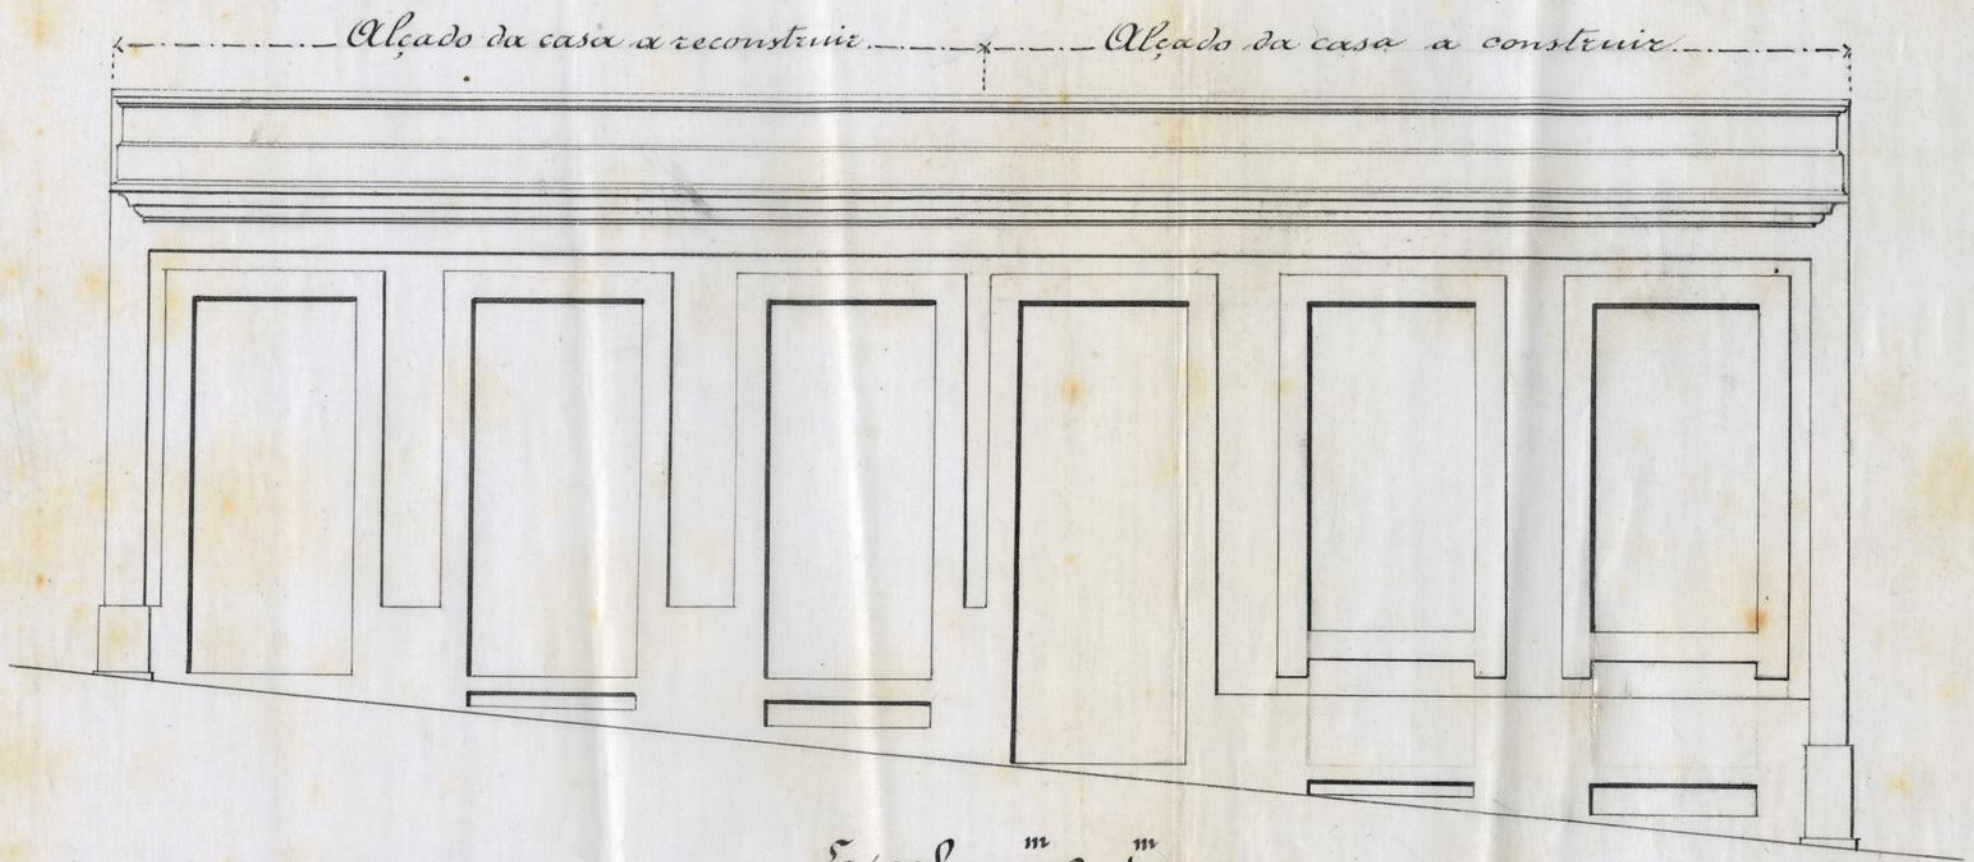 Alçado da casa a reconstruir
Alçado da casa a construir
m m